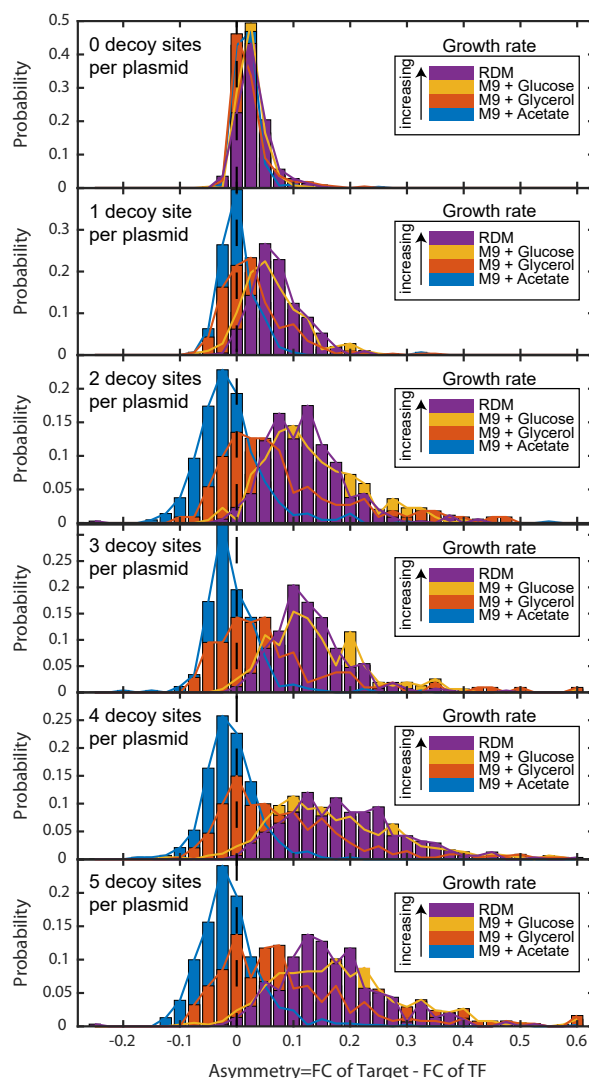 0 decoy sites
per plasmid
Growth rate
increasing
RDM
M9 + Glucose
M9 + Glycerol
M9 + Acetate
Probability
0.5
0.4
0.3
0.2
0.1
0
1 decoy site
per plasmid
Growth rate
increasing
RDM
M9 + Glucose
M9 + Glycerol
M9 + Acetate
Probability
0.3
0.2
0.1
0
2 decoy sites
per plasmid
Growth rate
increasing
RDM
M9 + Glucose
M9 + Glycerol
M9 + Acetate
Probability
0.2
0.15
0.1
0.05
0
3 decoy sites
per plasmid
Growth rate
increasing
RDM
M9 + Glucose
M9 + Glycerol
M9 + Acetate
Probability
0.3
0.25
0.2
0.15
0.1
0.05
0
4 decoy sites
per plasmid
Growth rate
increasing
RDM
M9 + Glucose
M9 + Glycerol
M9 + Acetate
Probability
0.25
0.2
0.15
0.1
0.05
0
5 decoy sites
per plasmid
Growth rate
increasing
RDM
M9 + Glucose
M9 + Glycerol
M9 + Acetate
Probability
0.2
0.15
0.1
0.05
0
-0.2 -0.1 0 0.1 0.2 0.3 0.4 0.5 0.6
Asymmetry=FC of Target - FC of TF